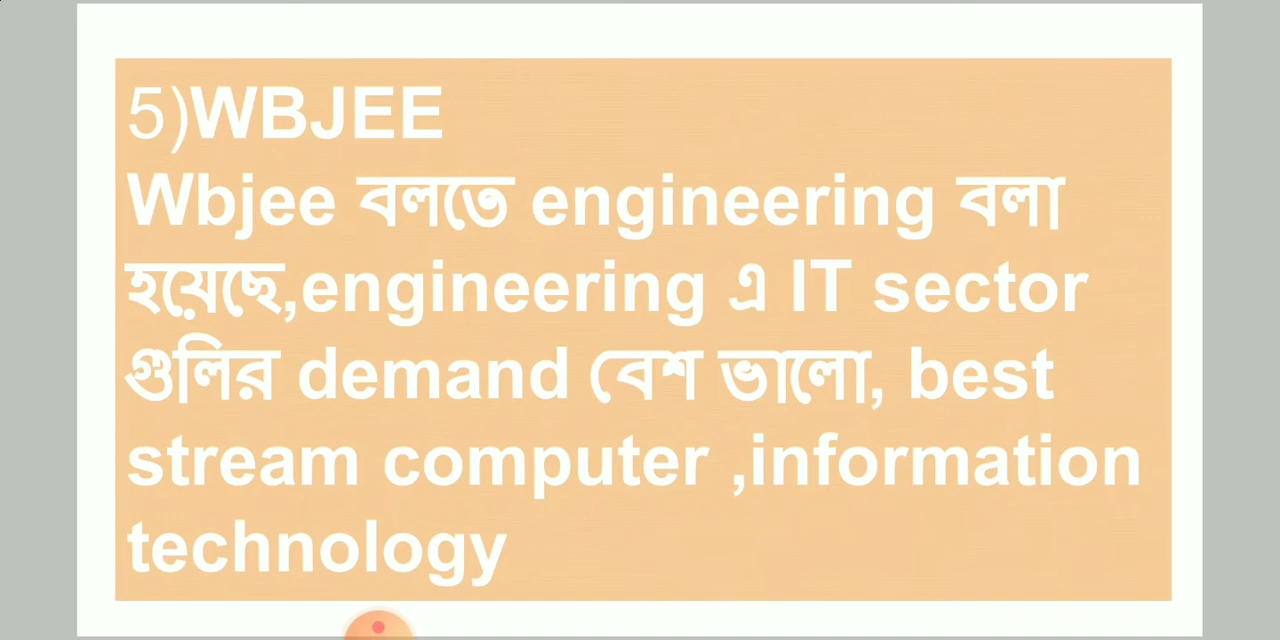 5)WBJEE
Wbjee বলতে engineering বলা
হয়েছে,engineering এ IT sector
গুলির demand বেশ ভালো, best
stream computer ,information
technology